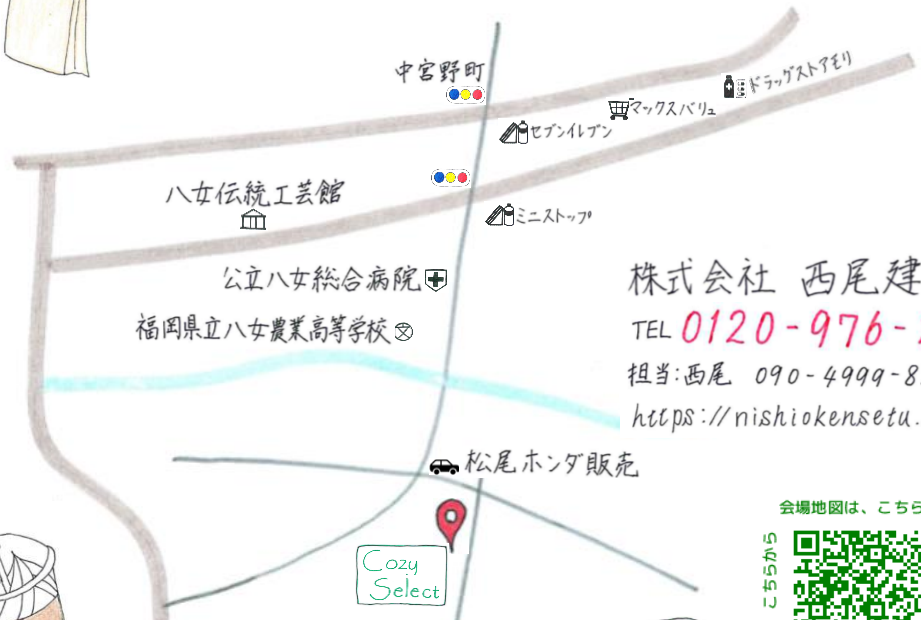 中宮野町
ドラッグストアモリ
マックスバリュ
セブンイレブン
八女伝統工芸館
ミニストップ
公立八女総合病院
株式会社 西尾建
福岡県立八女農業高等学校
TEL 0120-976-
担当:西尾 090-4999-8
https://nishiokensetu.
松尾ホンダ販売
会場地図は、こちら
こちらから
Cozy
Select